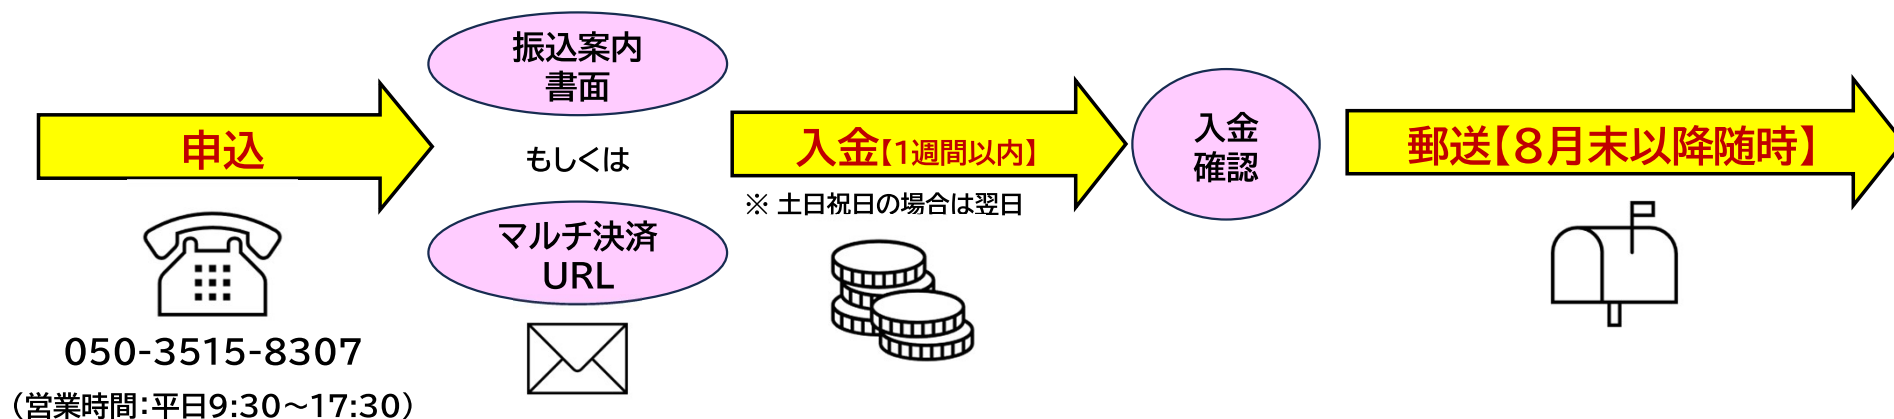 申込
050-3515-8307
（営業時間：平日9:30～17:30）
振込案内
書面
もしくは
マルチ決済
URL
入金【1週間以内】
※ 土日祝日の場合は翌日
入金
確認
郵送【8月末以降随時】